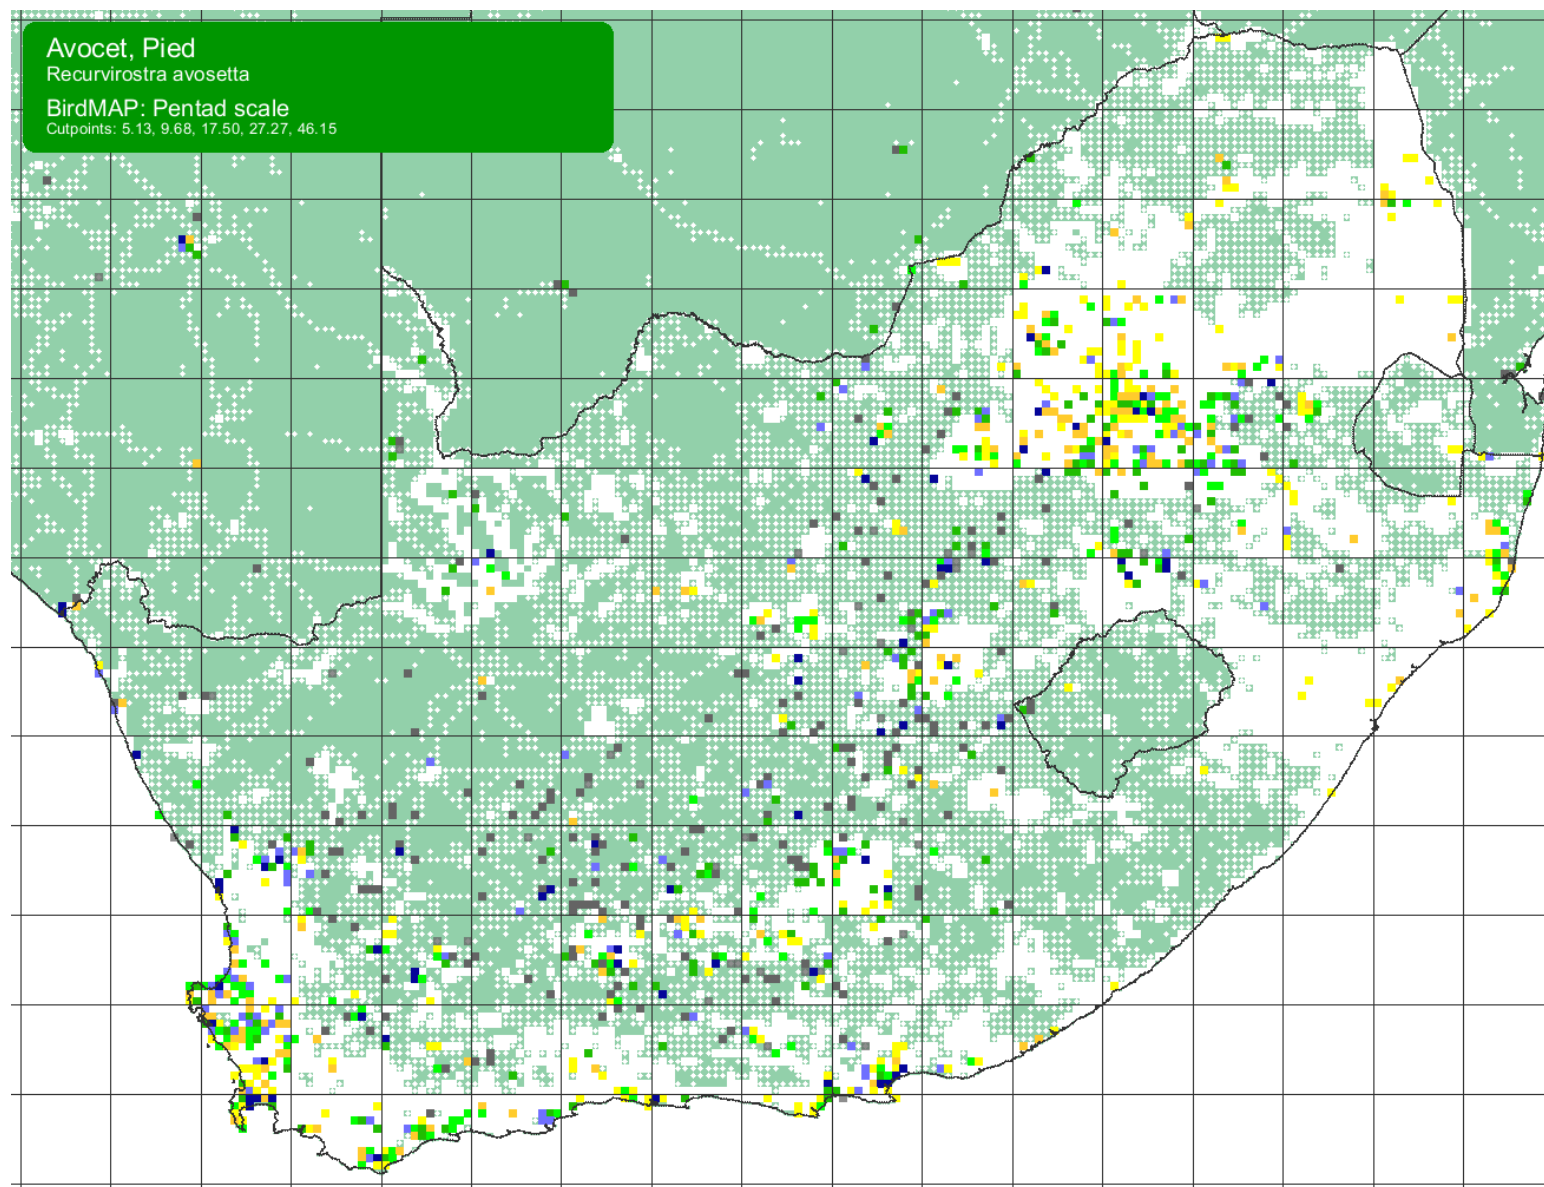 Avocet, Pied
Recurvirostra avosetta
BirdMAP: Pentad scale
Cutpoints: 5.13, 9.68, 17.50, 27.27, 46.15